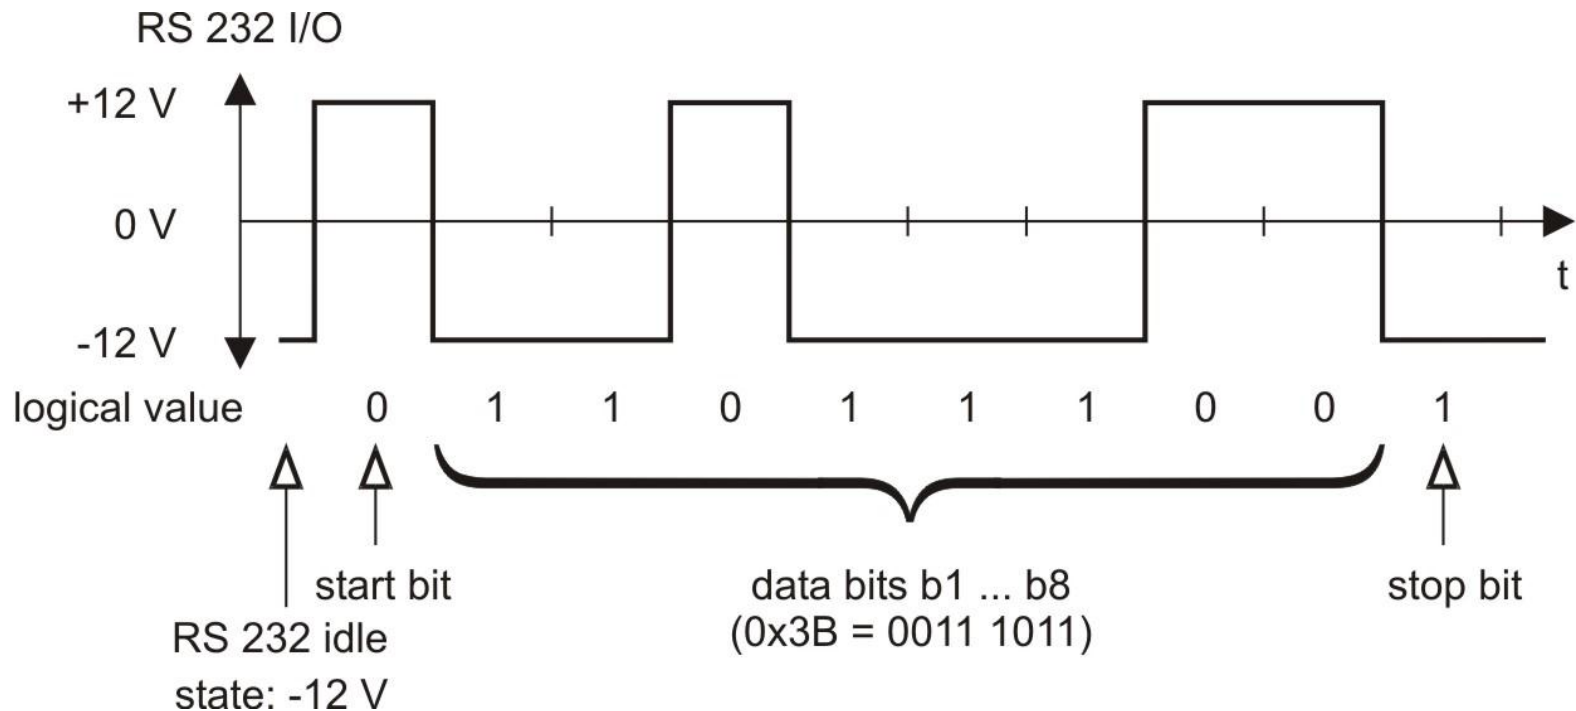 RS 232 I/O
+12 V
0 V
t
-12 V
logical value 0 1 1 0 1 1 1 0 0 1
start bit
data bits b1 ... b8
stop bit
(0x3B = 0011 1011)
RS 232 idle
state: -12 V